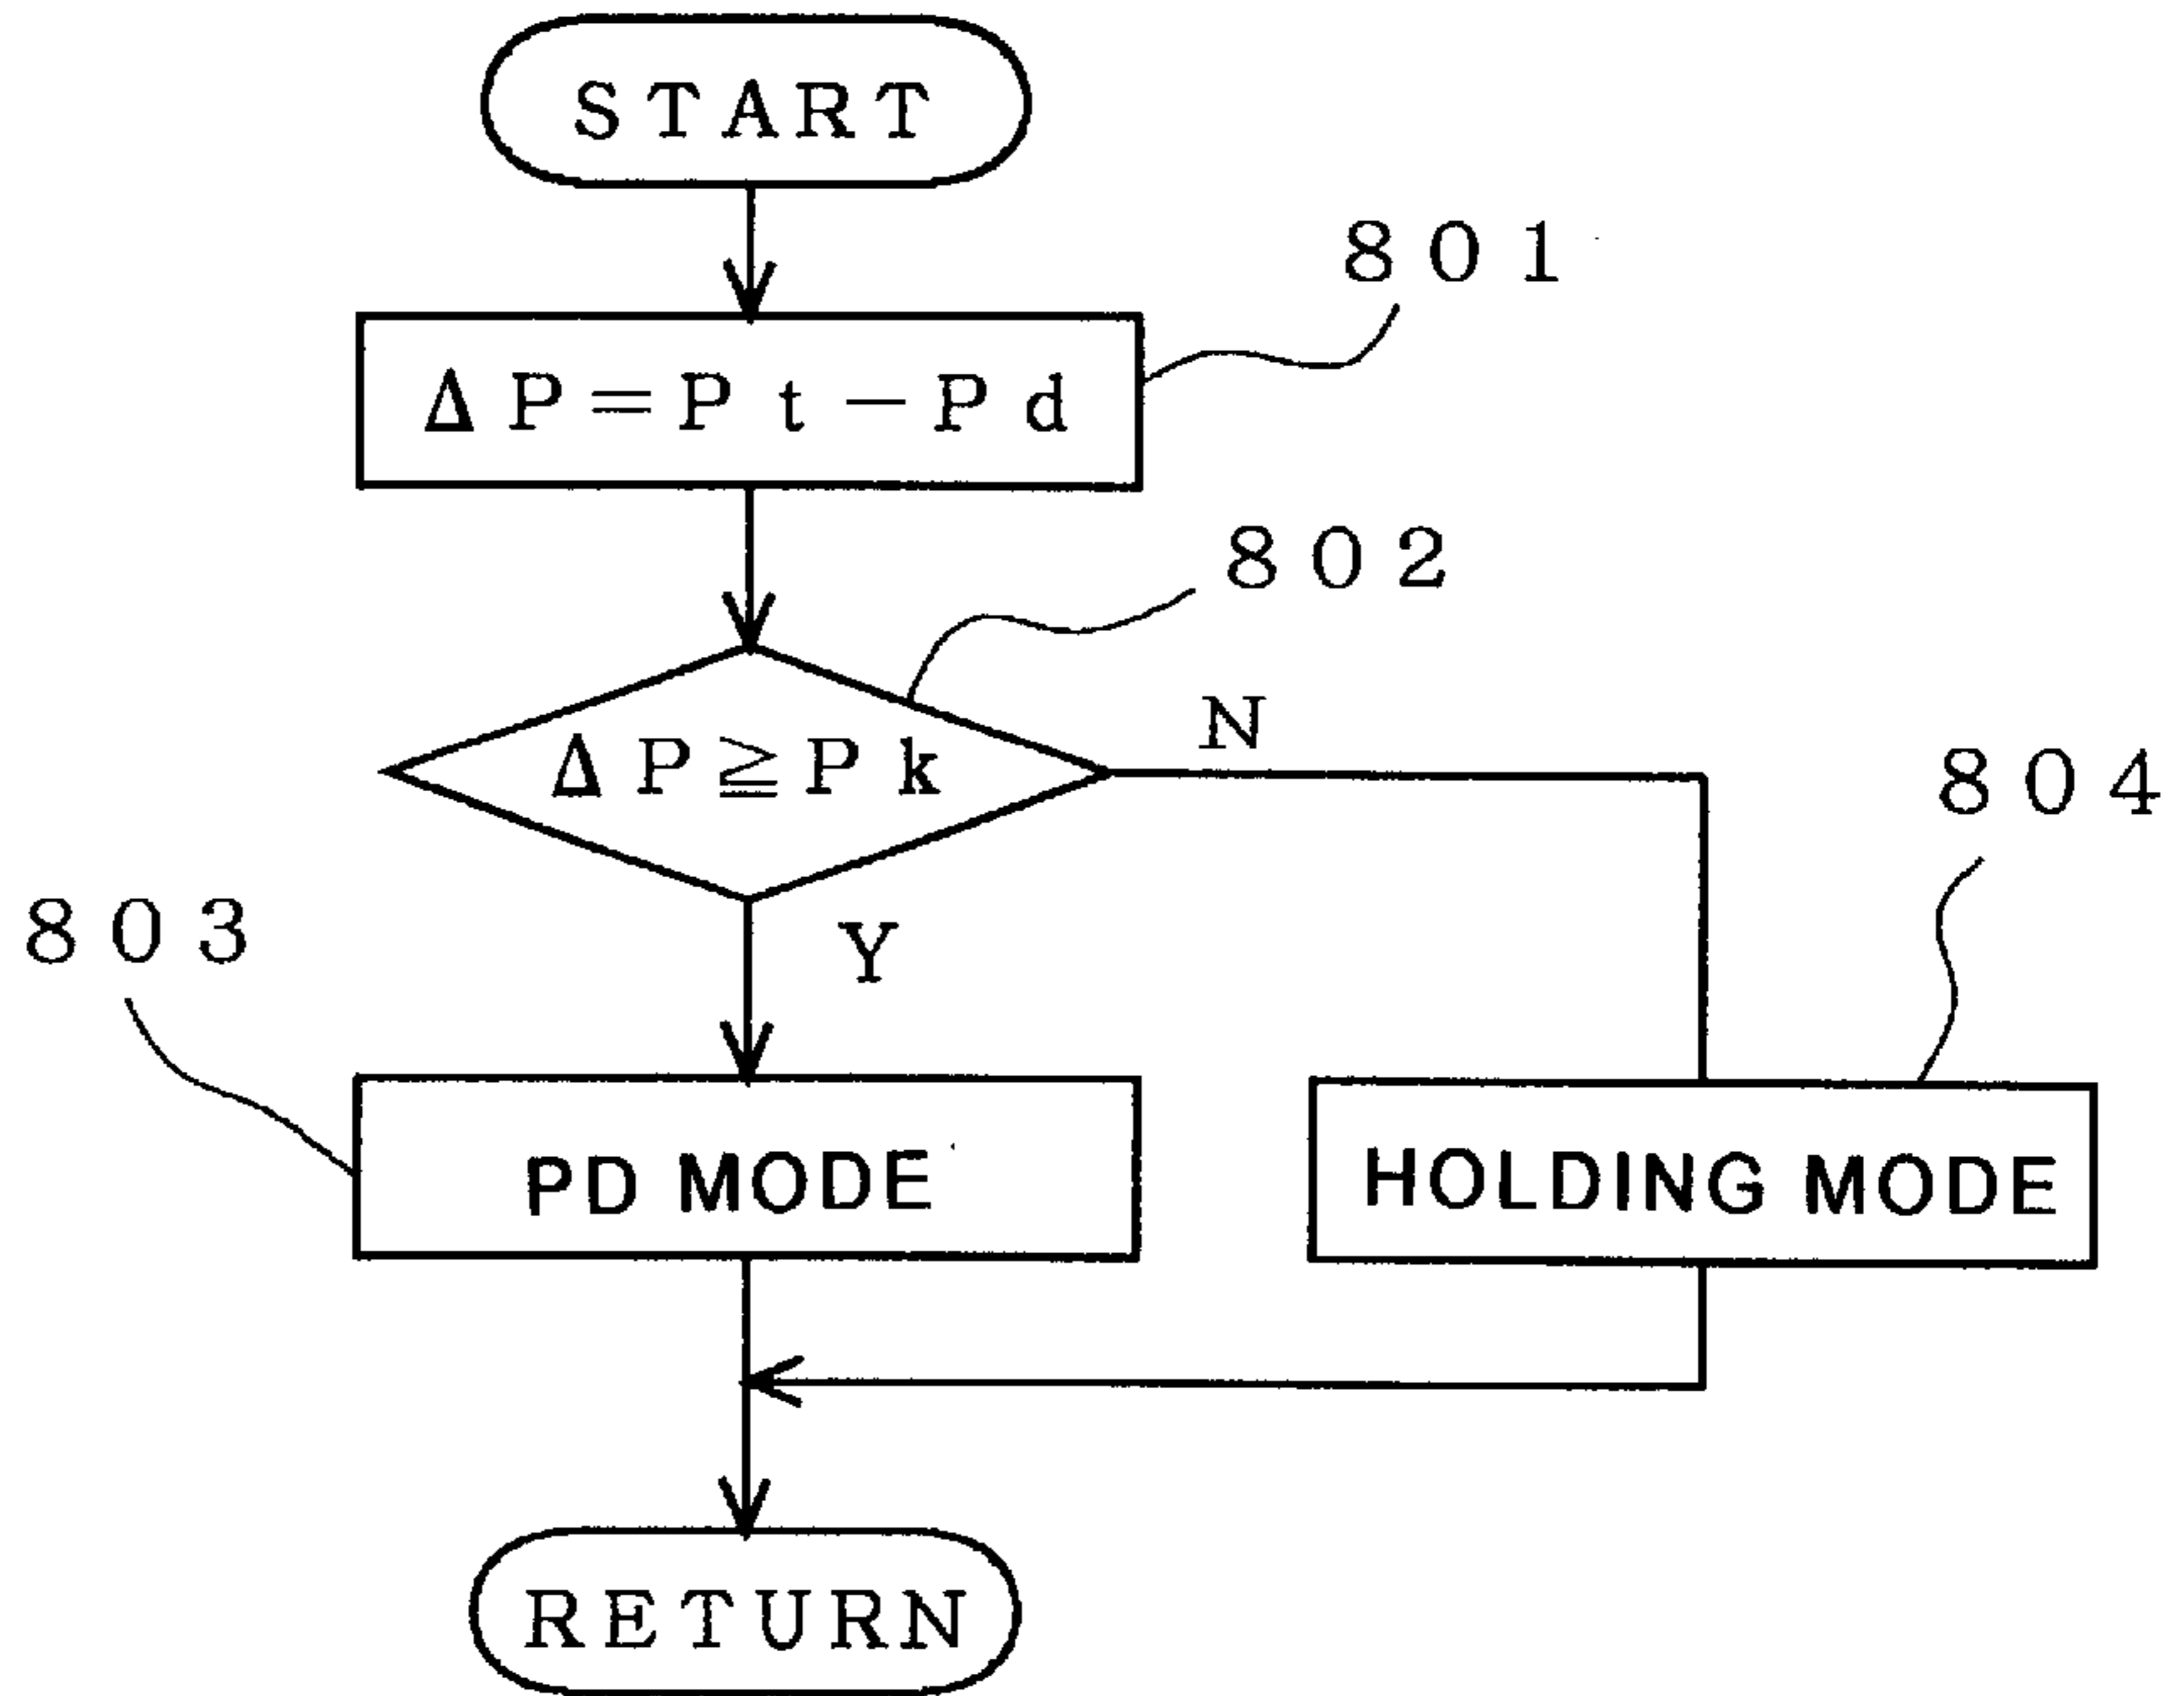 START
801
ΔP=Pt-Pd
802
N
ΔP≧Pk
804
803
Y
PD MODE
HOLDING MODE
RETURN